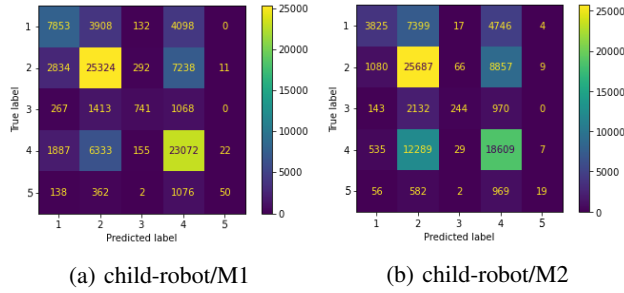 1 7853 3908 132 4098 0
2 2834 25324 292 7238 11
3 267 1413 741 1068 0
4 1887 6333 155 23072 22
5 138 362 2 1076 50
1 2 3 4 5
Predicted label
True label
25000
20000
15000
10000
5000
0
(a) child-robot/M1
1 3825 7399 17 4746 4
2 1080 25687 66 8857 9
3 143 2132 244 970 0
4 535 12289 29 18609 7
5 56 582 2 969 19
1 2 3 4 5
Predicted label
True label
25000
20000
15000
10000
5000
0
(b) child-robot/M2